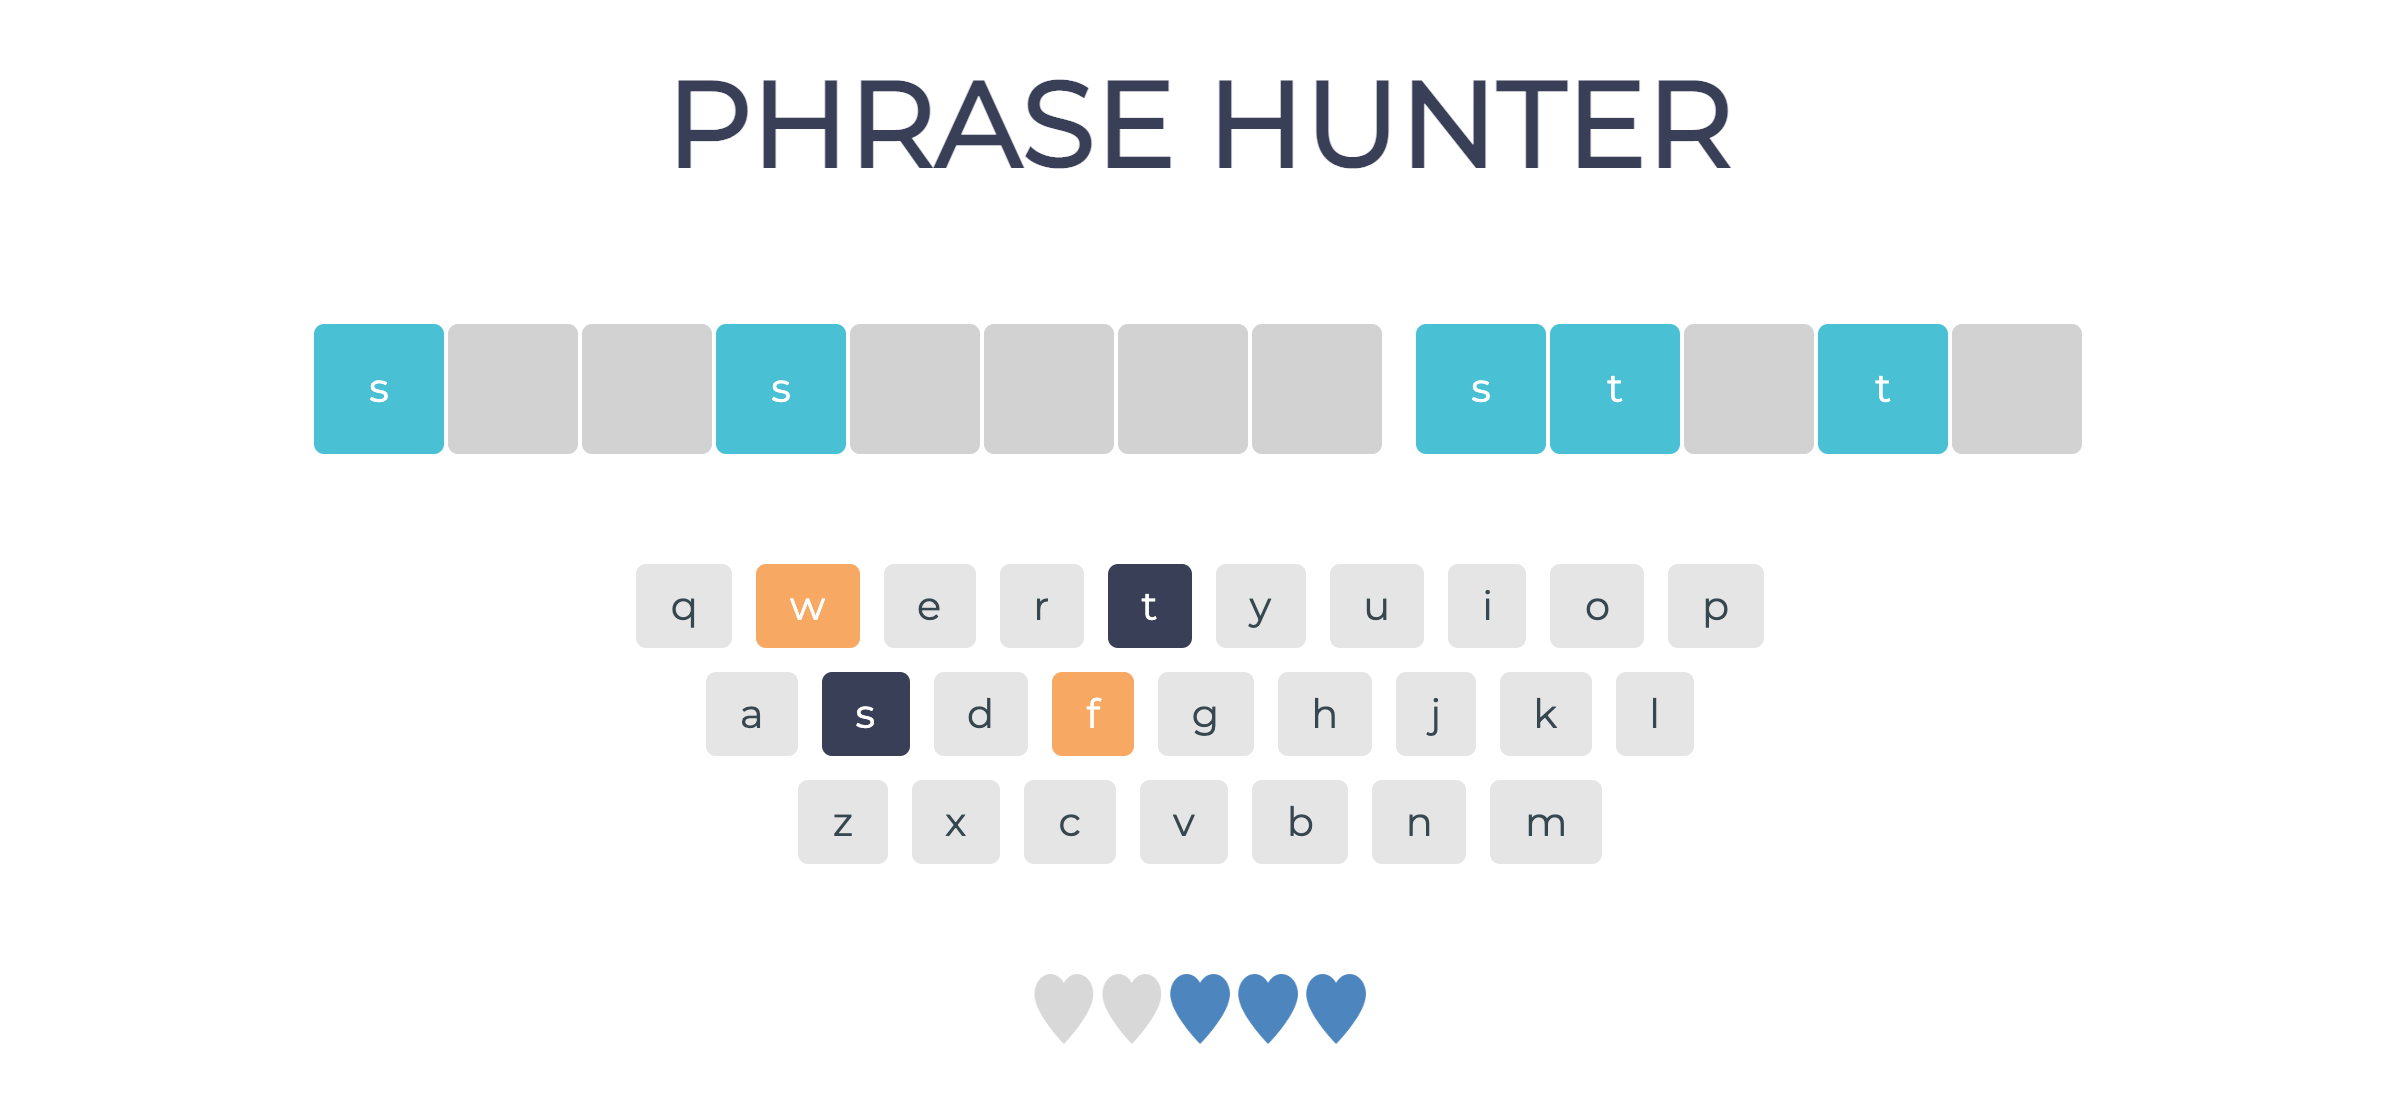 PHRASE HUNTER
s s s t t
q w e r t y u i o p
a s d f g h j k l
z x c v b n m